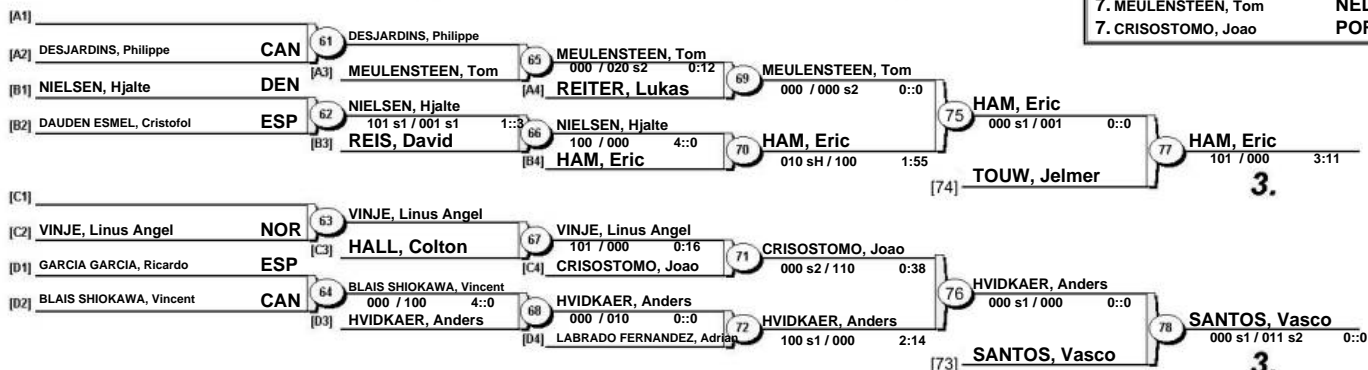 7. MEULENSTEEN, Tom NED
7. CRISOSTOMO, Joao POR
[A1]
[A2] DESJARDINS, Philippe CAN
61
DESJARDINS, Philippe
[A3] MEULENSTEEN, Tom
65
MEULENSTEEN, Tom
000 / 020 s2 0:12
[A4] REITER, Lukas
69
MEULENSTEEN, Tom
000 / 000 s2 0::0
[B1] NIELSEN, Hjalte DEN
[B2] DAUDEN ESMEL, Cristofol ESP
62
NIELSEN, Hjalte
101 s1 / 001 s1 1::3
[B3] REIS, David
66
NIELSEN, Hjalte
100 / 000 4::0
[B4] HAM, Eric
70
HAM, Eric
010 sH / 100 1:55
75
HAM, Eric
000 s1 / 001 0::0
[74] TOUW, Jelmer
77
HAM, Eric
101 / 000 3:11
3.
[C1]
[C2] VINJE, Linus Angel NOR
63
VINJE, Linus Angel
[C3] HALL, Colton
67
VINJE, Linus Angel
101 / 000 0:16
[C4] CRISOSTOMO, Joao
71
CRISOSTOMO, Joao
000 s2 / 110 0:38
[D1] GARCIA GARCIA, Ricardo ESP
[D2] BLAIS SHIOKAWA, Vincent CAN
64
BLAIS SHIOKAWA, Vincent
000 / 100 4::0
[D3] HVIDKAER, Anders
68
HVIDKAER, Anders
000 / 010 0::0
[D4] LABRADO FERNANDEZ, Adrian
72
HVIDKAER, Anders
100 s1 / 000 2:14
76
HVIDKAER, Anders
000 s1 / 000 0::0
[73] SANTOS, Vasco
78
SANTOS, Vasco
000 s1 / 011 s2 0::0
3.